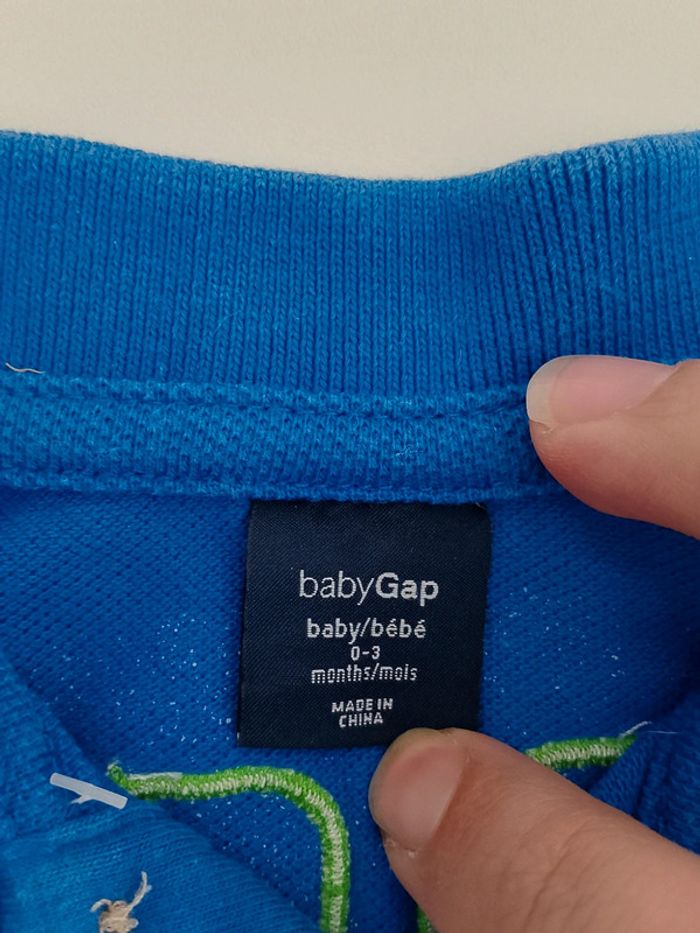 babyGap
baby/bébé
0-3
months/mois
MADE IN
CHINA